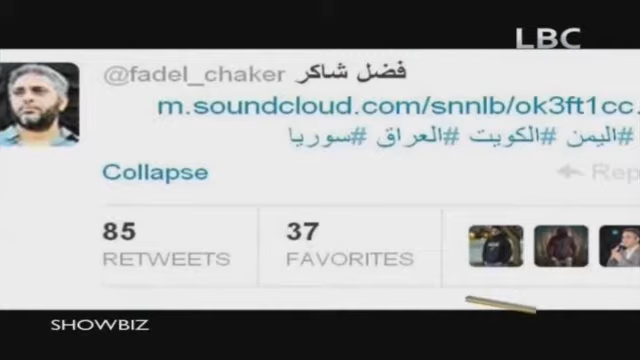 LBC
@fadel_chaker فضل شاكر
m.soundcloud.com/snnlb/ok3ft1cc.
#اليمن #الكويت #العراق #سوريا
Collapse
85
RETWEETS
37
FAVORITES
SHOWBIZ